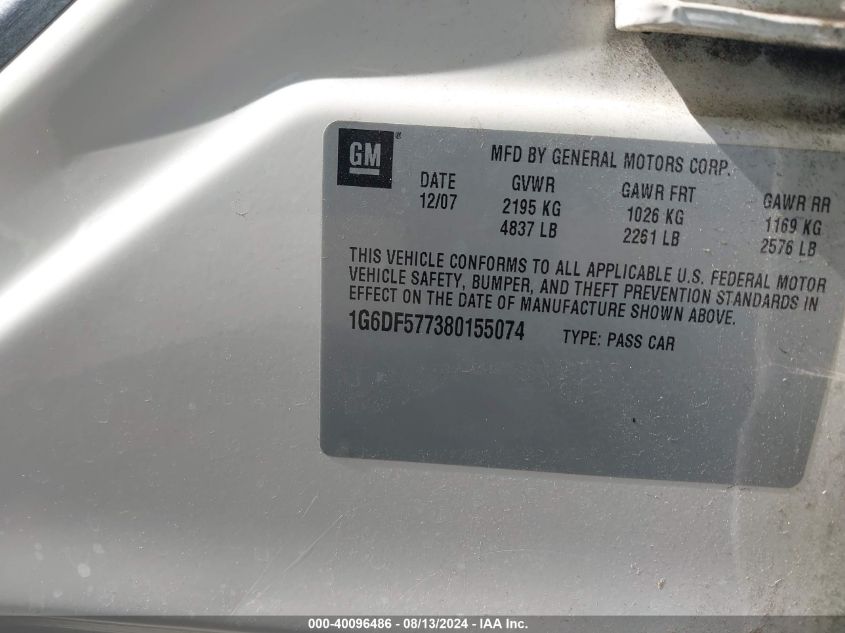 GM ®
MFD BY GENERAL MOTORS CORP.
DATE GVWR GAWR FRT GAWR RR
12/07 2195 KG 1026 KG 1169 KG
4837 LB 2261 LB 2576 LB
THIS VEHICLE CONFORMS TO ALL APPLICABLE U.S. FEDERAL MOTOR
VEHICLE SAFETY, BUMPER, AND THEFT PREVENTION STANDARDS IN
EFFECT ON THE DATE OF MANUFACTURE SHOWN ABOVE.
1G6DF577380155074 TYPE: PASS CAR
000-40096486 - 08/13/2024 - IAA Inc.